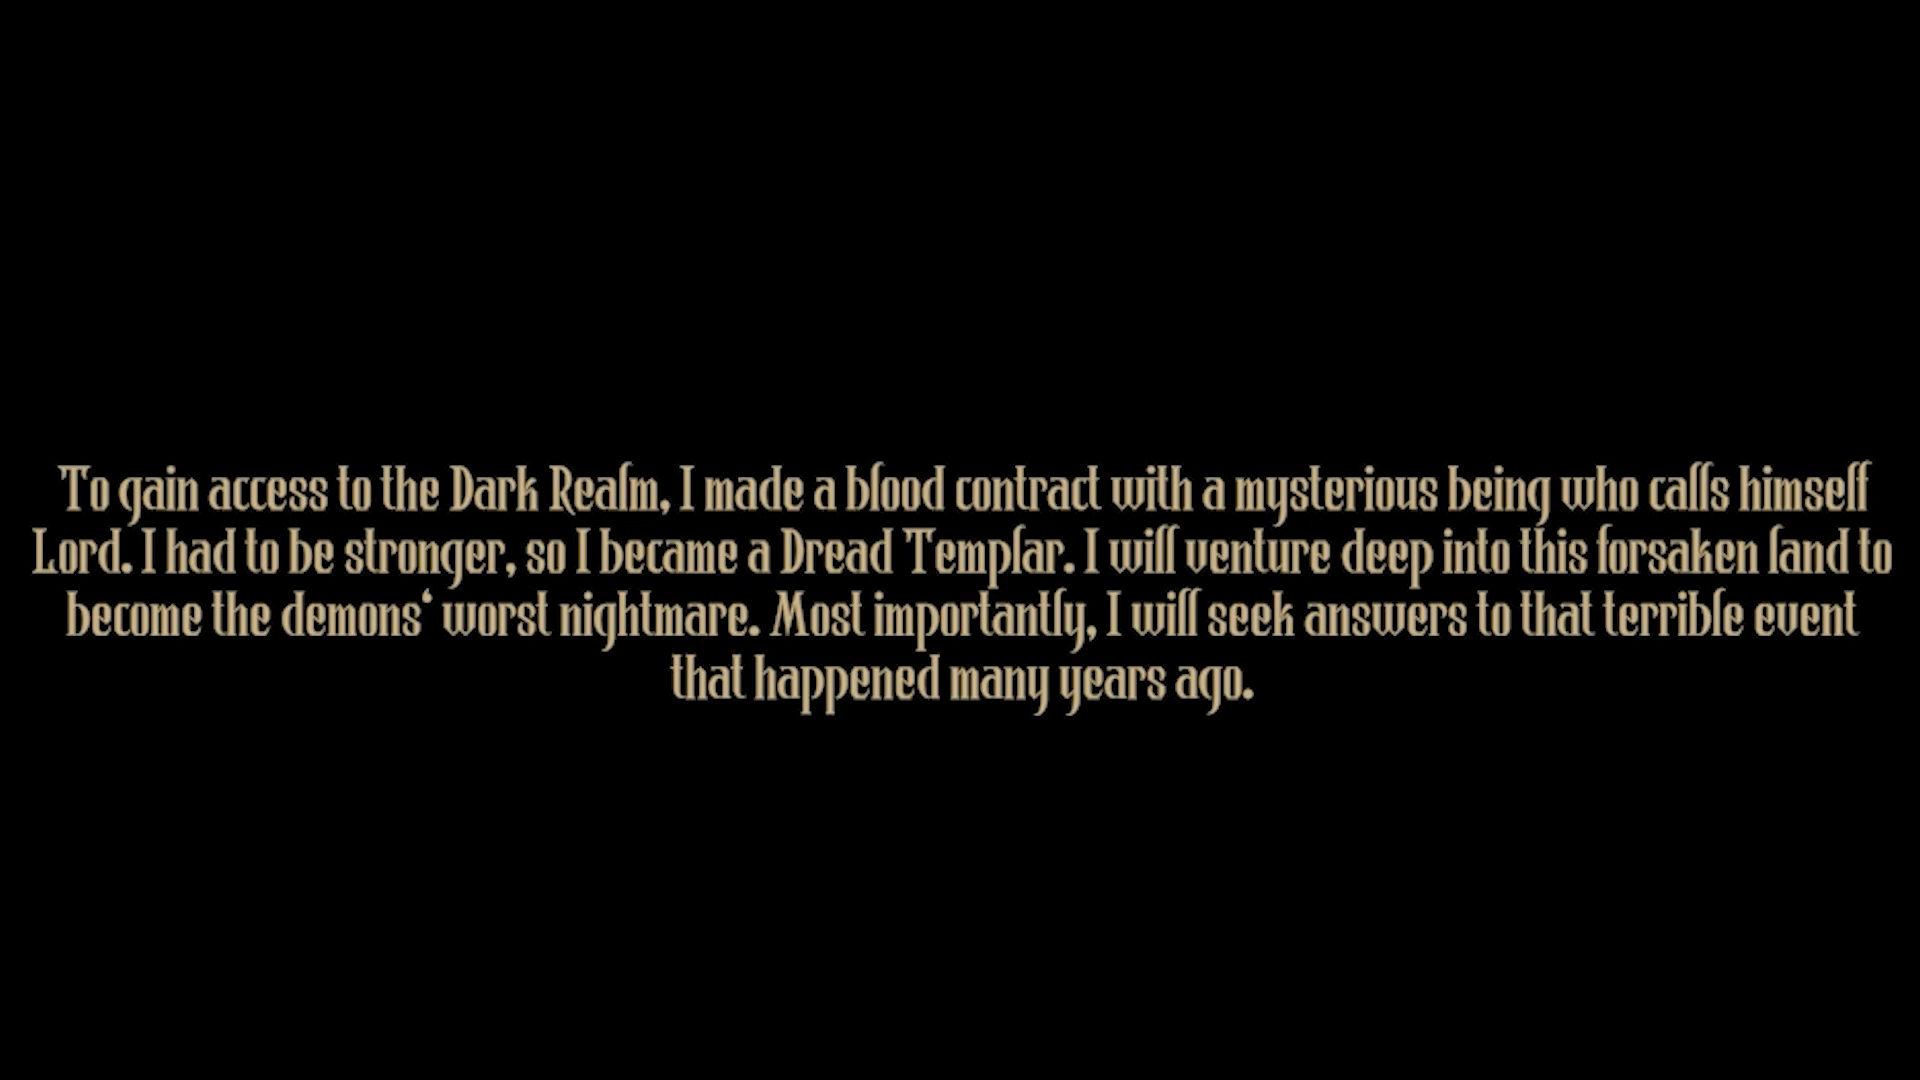 To gain access to the Dark Realm, I made a blood contract with a mysterious being who calls himself
Lord. I had to be stronger, so I became a Dread Templar. I will venture deep into this forsaken land to
become the demons‘ worst nightmare. Most importantly, I will seek answers to that terrible event
that happened many years ago.